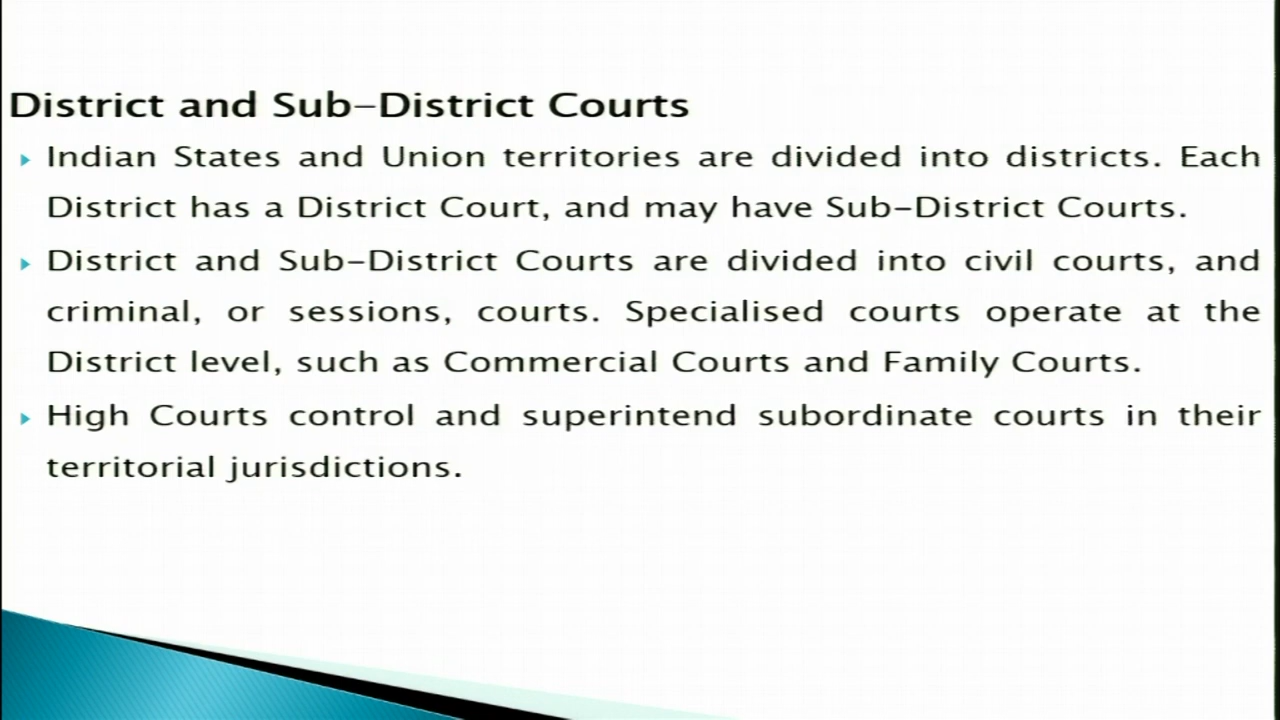 District and Sub-District Courts
Indian States and Union territories are divided into districts. Each
District has a District Court, and may have Sub-District Courts.
District and Sub-District Courts are divided into civil courts, and
criminal, or sessions, courts. Specialised courts operate at the
District level, such as Commercial Courts and Family Courts.
High Courts control and superintend subordinate courts in their
territorial jurisdictions.